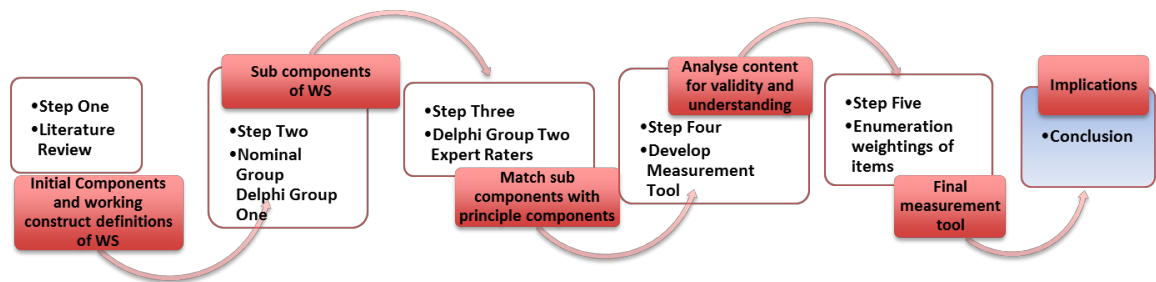 •Step One
•Literature
Review
Initial Components
and working
construct definitions
of WS
Sub components
of WS
•Step Two
•Nominal
Group
Delphi Group
One
•Step Three
•Delphi Group Two
Expert Raters
Match sub
components with
principle components
Analyse content
for validity and
understanding
•Step Four
•Develop
Measurement
Tool
•Step Five
•Enumeration
weightings of
items
Final
measurement
tool
Implications
•Conclusion